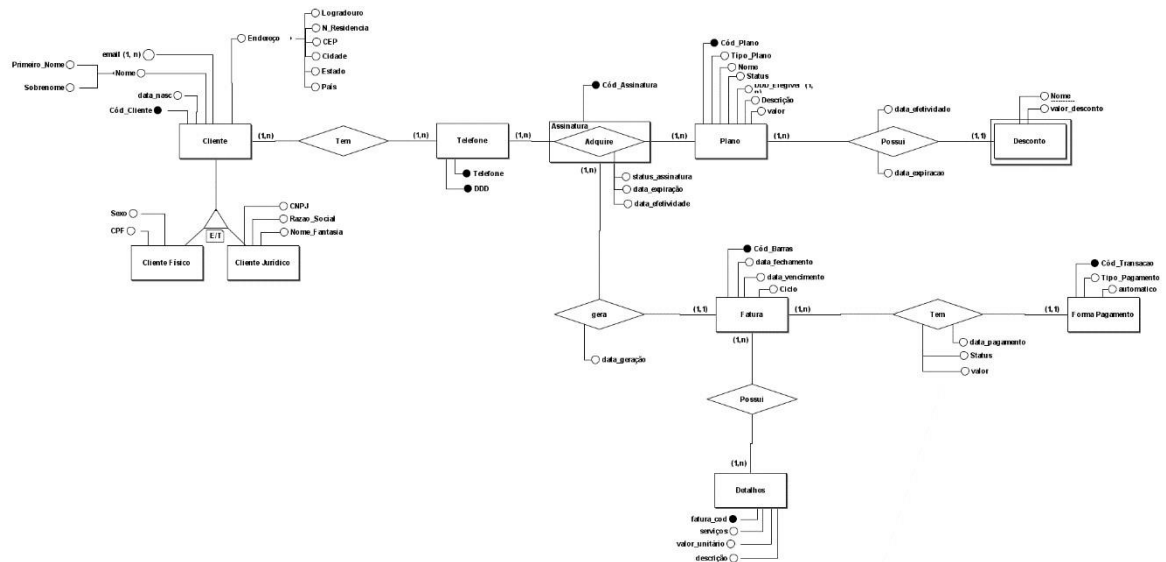 Logradouro
N_Residencia
Endereço
CEP
Cidade
Estado
País
email (1, n)
Primeiro_Nome
Nome
Sobrenome
data_nasc
Cód_Cliente
Cliente
(1,n)
Tem
(1,n)
Telefone
(1,n)
Telefone
DDD
Cód_Assinatura
Assinatura
Adquire
(1,n)
(1,n)
status_assinatura
data_expiração
data_efetividade
Cód_Plano
Tipo_Plano
Nome
Status
Descrição
valor
Plano
(1,n)
data_efetividade
Possui
data_expiracao
(1,1)
Nome
valor_desconto
Desconto
Sexo
CPF
E/T
CNPJ
Razao_Social
Nome_Fantasia
Cliente Físico
Cliente Jurídico
gera
data_geração
(1,1)
Cód_Barras
data_fechamento
data_vencimento
Ciclo
Fatura
(1,n)
(1,n)
Tem
data_pagamento
Status
valor
(1,1)
Cód_Transacao
Tipo_Pagamento
automatico
Forma Pagamento
Possui
(1,n)
Detalhes
fatura_cod
serviços
valor_unitário
descrição